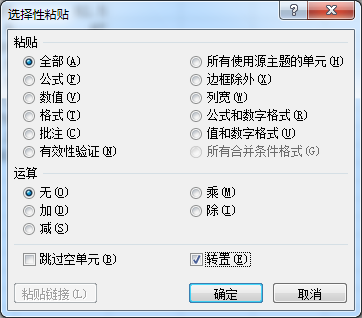 选择性粘贴
粘贴
全部(A) 所有使用源主题的单元(H)
公式(F) 边框除外(X)
数值(V) 列宽(W)
格式(T) 公式和数字格式(R)
批注(C) 值和数字格式(U)
有效性验证(N) 所有合并条件格式(G)
运算
无(O) 乘(M)
加(D) 除(I)
减(S)
跳过空单元(B) 转置(E)
粘贴链接(L) 确定 取消